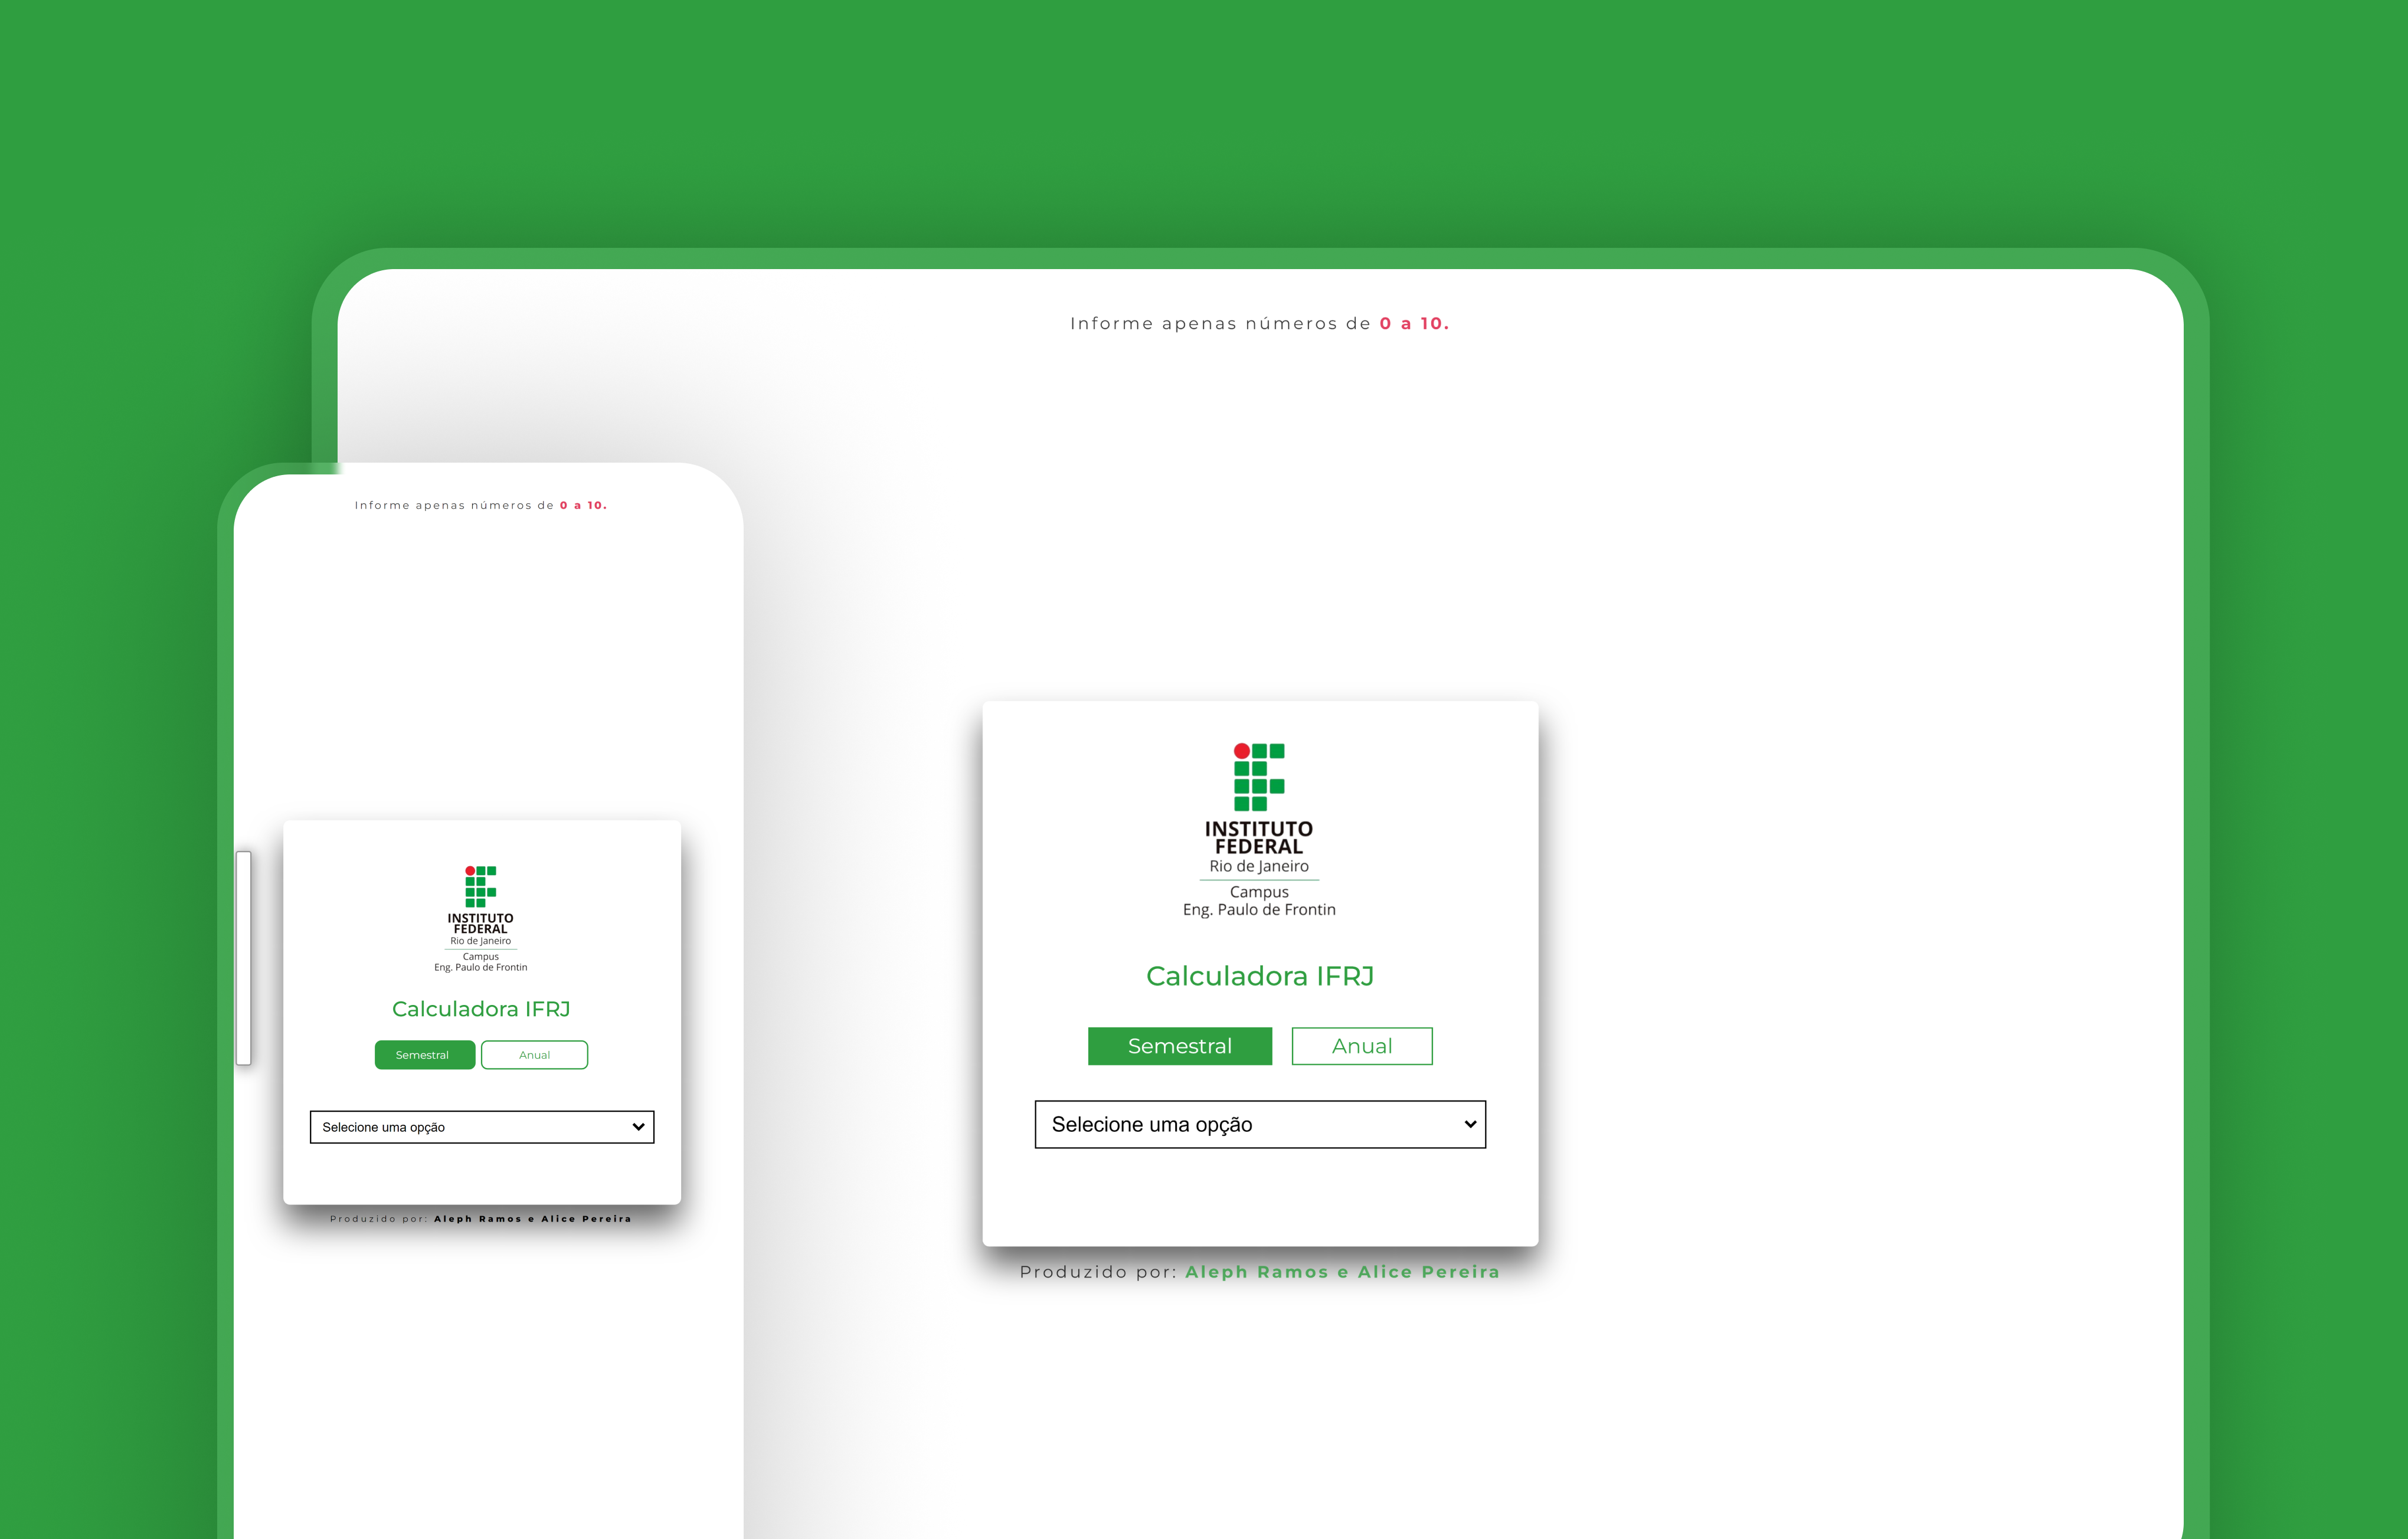 Informe apenas números de 0 a 10.
INSTITUTO
FEDERAL
Rio de Janeiro
Campus
Eng. Paulo de Frontin
Calculadora IFRJ
Semestral Anual
Selecione uma opção
Produzido por: Aleph Ramos e Alice Pereira
Informe apenas números de 0 a 10.
INSTITUTO
FEDERAL
Rio de Janeiro
Campus
Eng. Paulo de Frontin
Calculadora IFRJ
Semestral Anual
Selecione uma opção
Produzido por: Aleph Ramos e Alice Pereira